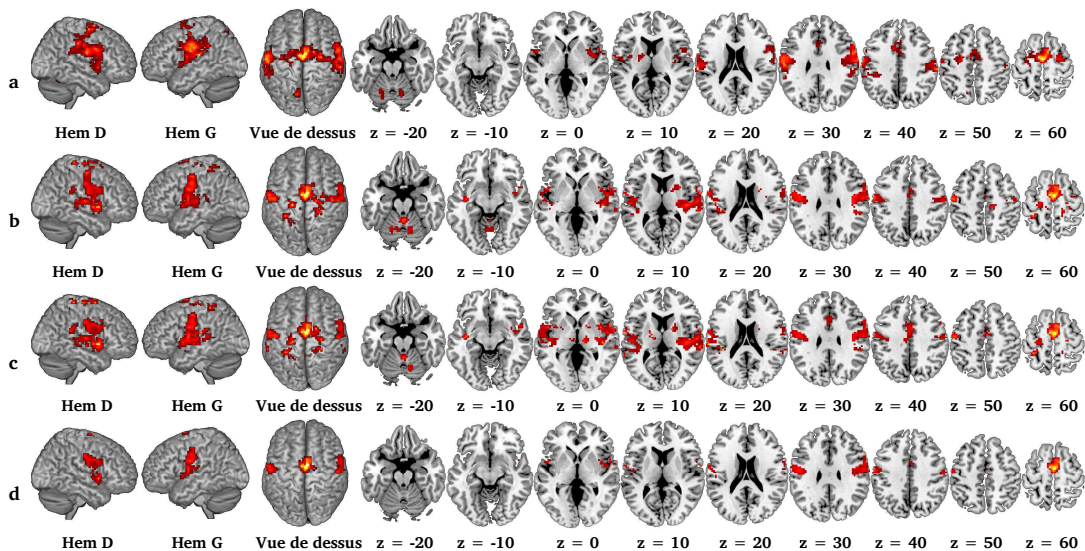 a
Hem D Hem G Vue de dessus z = -20 z = -10 z = 0 z = 10 z = 20 z = 30 z = 40 z = 50 z = 60
b
Hem D Hem G Vue de dessus z = -20 z = -10 z = 0 z = 10 z = 20 z = 30 z = 40 z = 50 z = 60
c
Hem D Hem G Vue de dessus z = -20 z = -10 z = 0 z = 10 z = 20 z = 30 z = 40 z = 50 z = 60
d
Hem D Hem G Vue de dessus z = -20 z = -10 z = 0 z = 10 z = 20 z = 30 z = 40 z = 50 z = 60